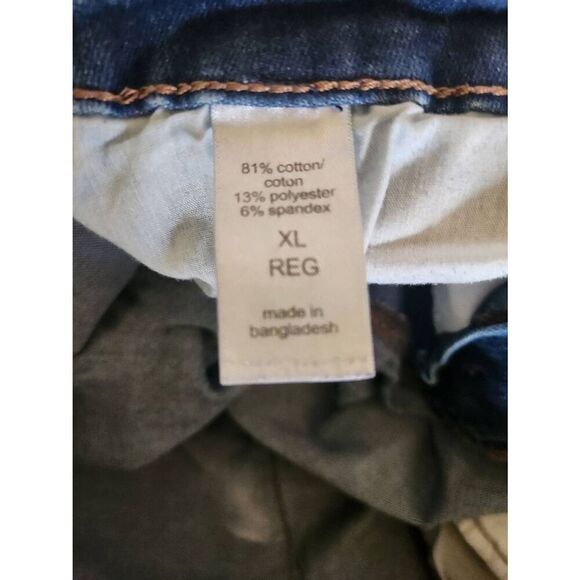 81% cotton/
coton
13% polyester
6% spandex
XL
REG
made in
bangladesh